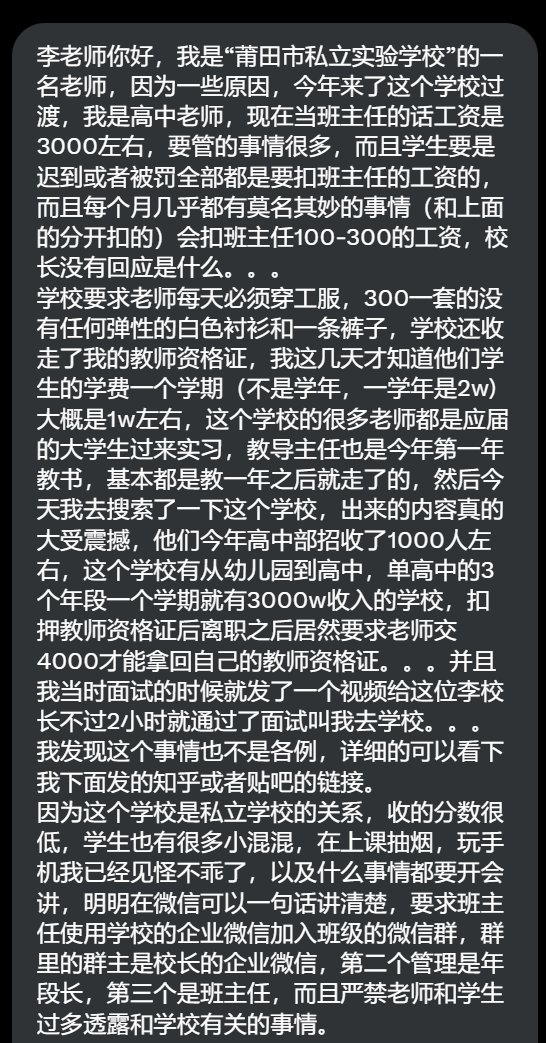 李老师你好，我是“莆田市私立实验学校”的一
名老师，因为一些原因，今年来了这个学校过
渡，我是高中老师，现在当班主任的话工资是
3000左右，要管的事情很多，而且学生要是
迟到或者被罚全部都是要扣班主任的工资的，
而且每个月几乎都有莫名其妙的事情（和上面
的分开扣的）会扣班主任100-300的工资，校
长没有回应是什么。。。
学校要求老师每天必须穿工服，300一套的没
有任何弹性的白色衬衫和一条裤子，学校还收
走了我的教师资格证，我这几天才知道他们学
生的学费一个学期（不是学年，一学年是2w）
大概是1w左右，这个学校的很多老师都是应届
的大学生过来实习，教导主任也是今年第一年
教书，基本都是教一年之后就走了的，然后今
天我去搜索了一下这个学校，出来的内容真的
大受震撼，他们今年高中部招收了1000人左
右，这个学校有从幼儿园到高中，单高中的3
个年段一个学期就有3000w收入的学校，扣
押教师资格证后离职之后居然要求老师交
4000才能拿回自己的教师资格证。。。并且
我当时面试的时候就发了一个视频给这位李校
长不过2小时就通过了面试叫我去学校。。。
我发现这个事情也不是各例，详细的可以看下
我下面发的知乎或者贴吧的链接。
因为这个学校是私立学校的关系，收的分数很
低，学生也有很多小混混，在上课抽烟，玩手
机我已经见怪不乖了，以及什么事情都要开会
讲，明明在微信可以一句话讲清楚，要求班主
任使用学校的企业微信加入班级的微信群，群
里的群主是校长的企业微信，第二个管理是年
段长，第三个是班主任，而且严禁老师和学生
过多透露和学校有关的事情。